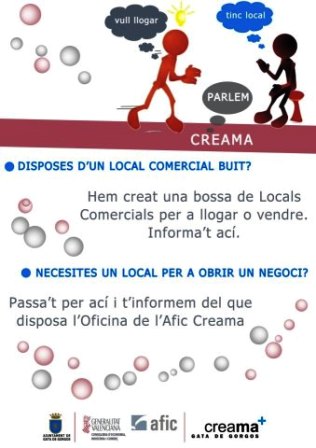 vull llogar
tinc local
PARLEM
CREAMA
DISPOSES D'UN LOCAL COMERCIAL BUIT?
Hem creat una bossa de Locals
Comercials per a llogar o vendre.
Informa't ací.
NECESITES UN LOCAL PER A OBRIR UN NEGOCI?
Passa't per ací i t'informem del que
disposa l'Oficina de l'Afic Creama
AJUNTAMENT DE
GATA DE GORGOS
GENERALITAT
VALENCIANA
afic
creama+
GATA DE GORGOS